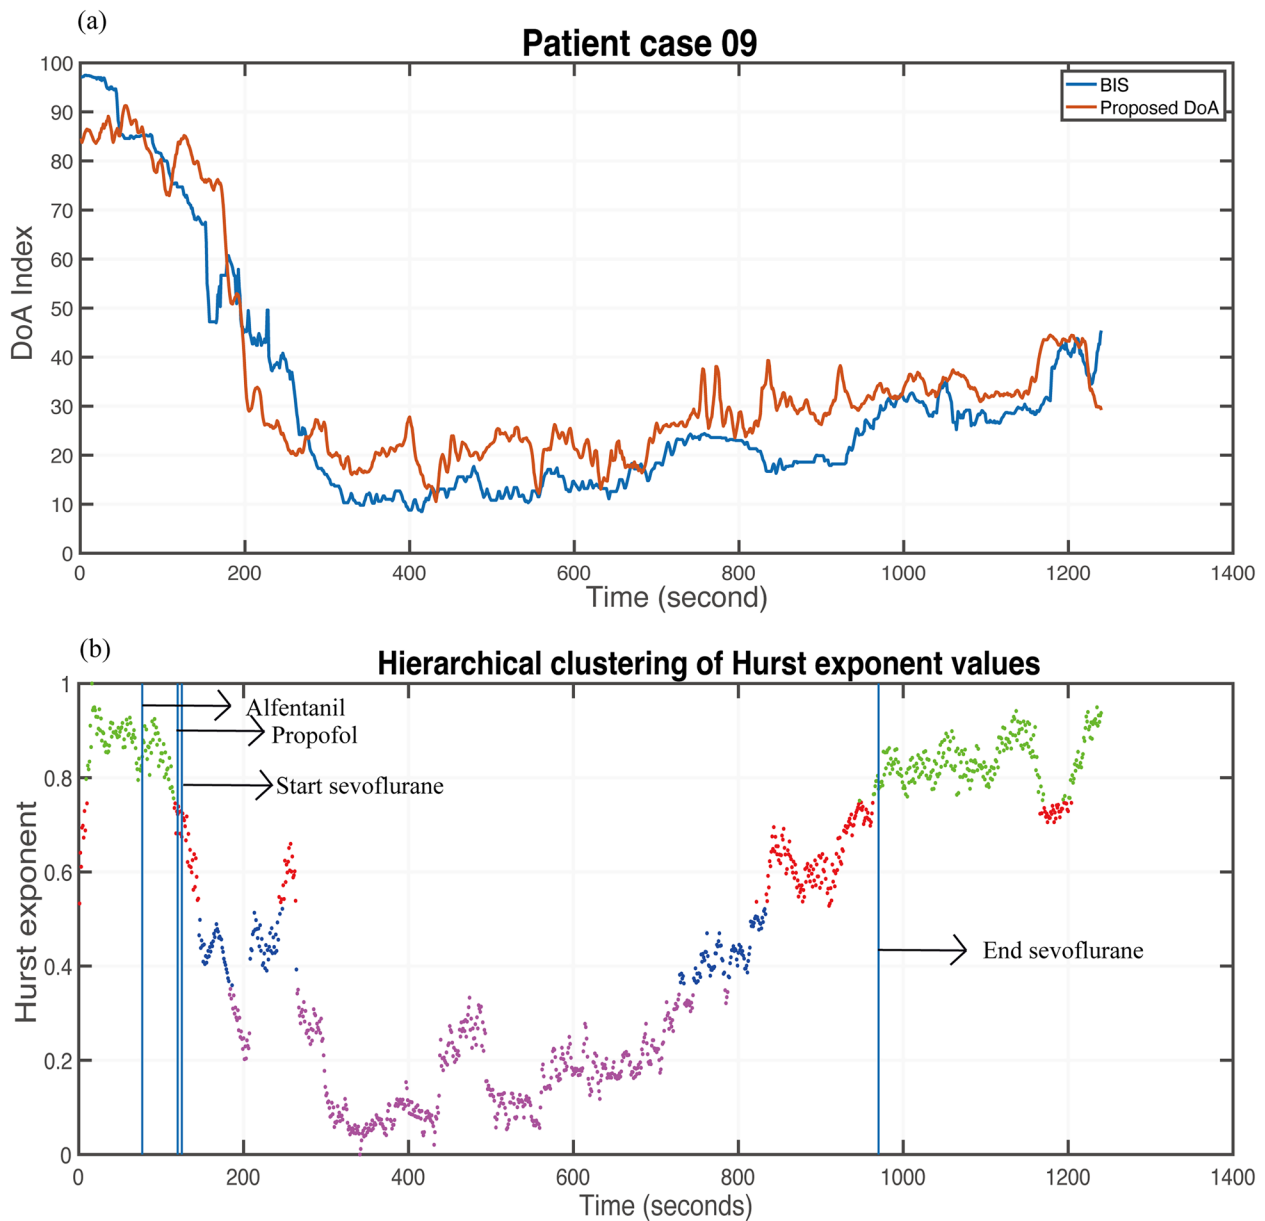 (a)
Patient case 09
BIS
Proposed DoA
DoA Index
100
90
80
70
60
50
40
30
20
10
0
0 200 400 600 800 1000 1200 1400
Time (second)
(b)
Hierarchical clustering of Hurst exponent values
Alfentanil
Propofol
Start sevoflurane
End sevoflurane
Hurst exponent
1
0.8
0.6
0.4
0.2
0
0 200 400 600 800 1000 1200 1400
Time (seconds)